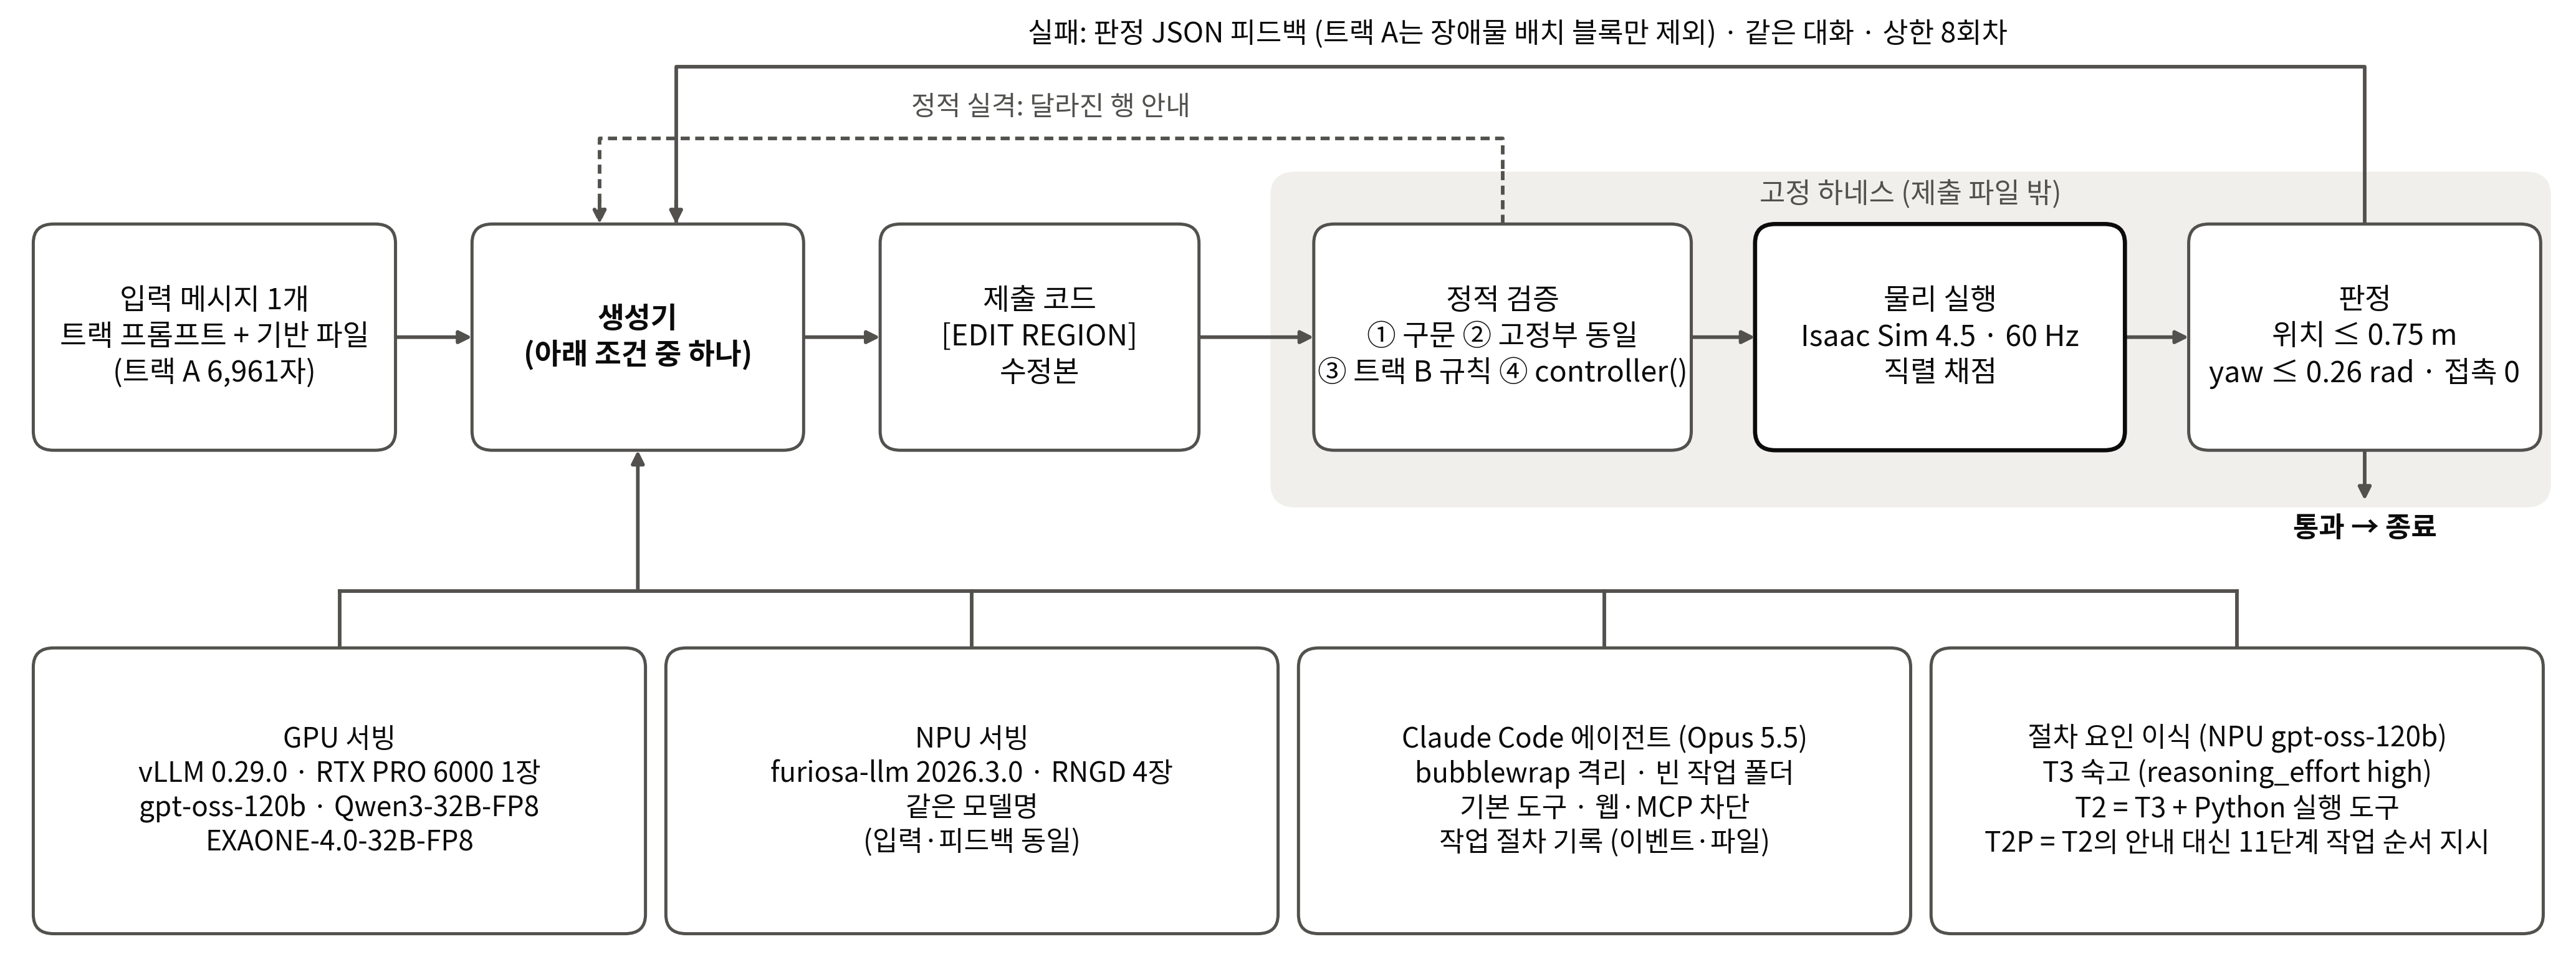 실패: 판정 JSON 피드백 (트랙 A는 장애물 배치 블록만 제외) · 같은 대화 · 상한 8회차
정적 실격: 달라진 행 안내
고정 하네스 (제출 파일 밖)
입력 메시지 1개
트랙 프롬프트 + 기반 파일
(트랙 A 6,961자)
생성기
(아래 조건 중 하나)
제출 코드
[EDIT REGION]
수정본
정적 검증
① 구문 ② 고정부 동일
③ 트랙 B 규칙 ④ controller()
물리 실행
Isaac Sim 4.5 · 60 Hz
직렬 채점
판정
위치 ≤ 0.75 m
yaw ≤ 0.26 rad · 접촉 0
통과 → 종료
GPU 서빙
vLLM 0.29.0 · RTX PRO 6000 1장
gpt-oss-120b · Qwen3-32B-FP8
EXAONE-4.0-32B-FP8
NPU 서빙
furiosa-llm 2026.3.0 · RNGD 4장
같은 모델명
(입력·피드백 동일)
Claude Code 에이전트 (Opus 5.5)
bubblewrap 격리 · 빈 작업 폴더
기본 도구 · 웹·MCP 차단
작업 절차 기록 (이벤트·파일)
절차 요인 이식 (NPU gpt-oss-120b)
T3 숙고 (reasoning_effort high)
T2 = T3 + Python 실행 도구
T2P = T2의 안내 대신 11단계 작업 순서 지시